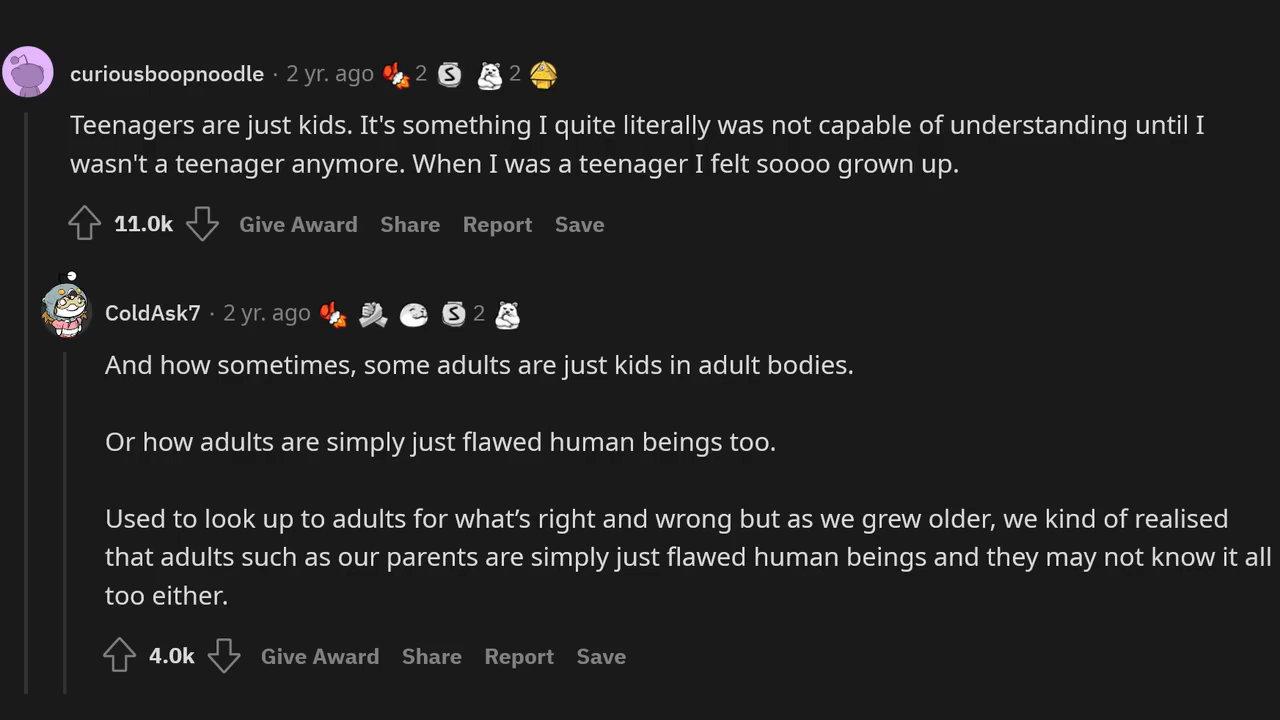 curiousboopnoodle · 2 yr. ago 2 2
Teenagers are just kids. It's something I quite literally was not capable of understanding until I
wasn't a teenager anymore. When I was a teenager I felt soooo grown up.
11.0k Give Award Share Report Save
ColdAsk7 · 2 yr. ago 2
And how sometimes, some adults are just kids in adult bodies.
Or how adults are simply just flawed human beings too.
Used to look up to adults for what’s right and wrong but as we grew older, we kind of realised
that adults such as our parents are simply just flawed human beings and they may not know it all
too either.
4.0k Give Award Share Report Save